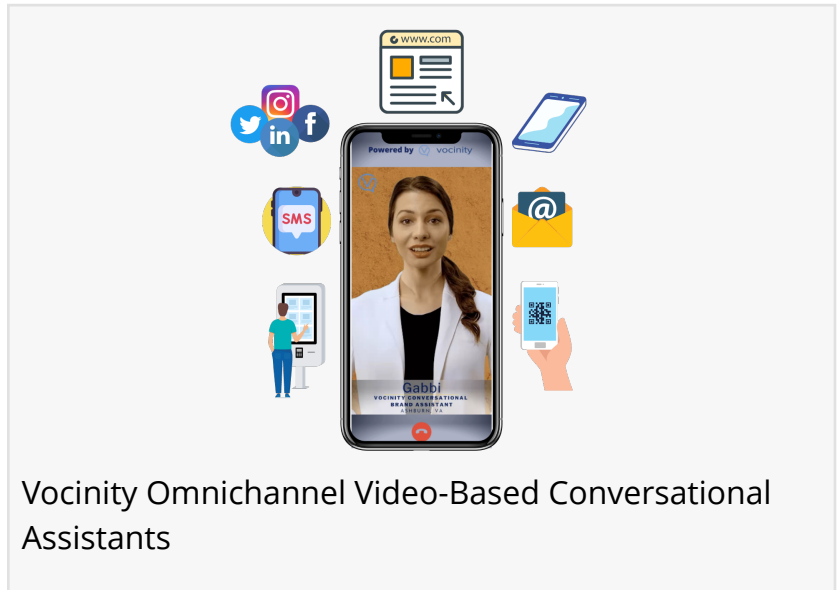 www.com
in
f
Powered by vocinity
SMS
@
Gabbi
VOCINITY CONVERSATIONAL
BRAND ASSISTANT
ASHBURN, VA
Vocinity Omnichannel Video-Based Conversational
Assistants